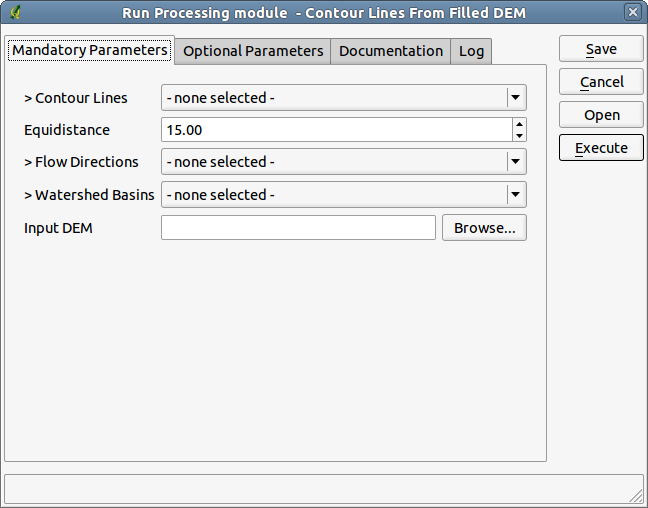 Run Processing module - Contour Lines From Filled DEM
Mandatory Parameters Optional Parameters Documentation Log
> Contour Lines - none selected -
Equidistance 15.00
> Flow Directions - none selected -
> Watershed Basins - none selected -
Input DEM Browse...
Save
Cancel
Open
Execute